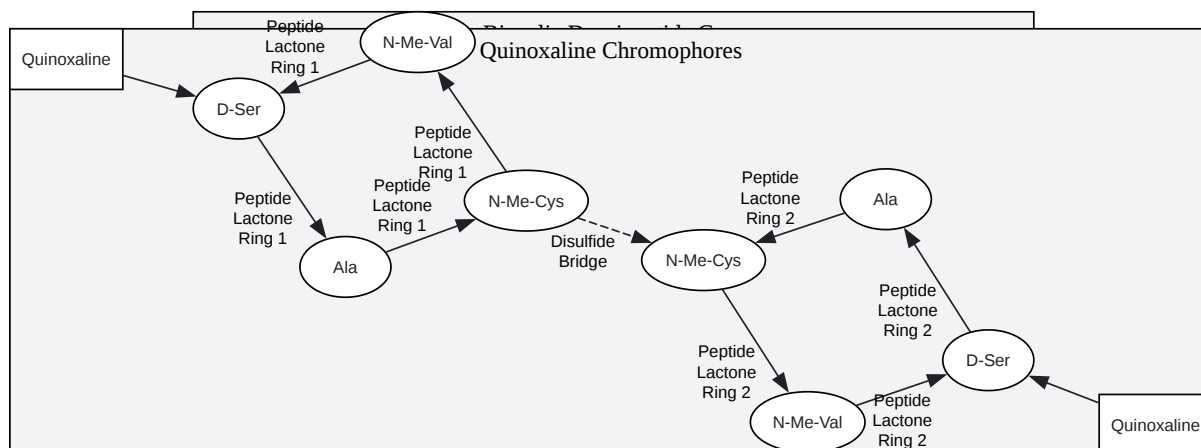 Quinoxaline Chromophores
Quinoxaline
Peptide
Lactone
Ring 1
N-Me-Val
D-Ser
Peptide
Lactone
Ring 1
Peptide
Lactone
Ring 1
Peptide
Lactone
Ring 1
N-Me-Cys
Ala
Disulfide
Bridge
Peptide
Lactone
Ring 2
Ala
N-Me-Cys
Peptide
Lactone
Ring 2
Peptide
Lactone
Ring 2
D-Ser
N-Me-Val
Peptide
Lactone
Ring 2
Quinoxaline